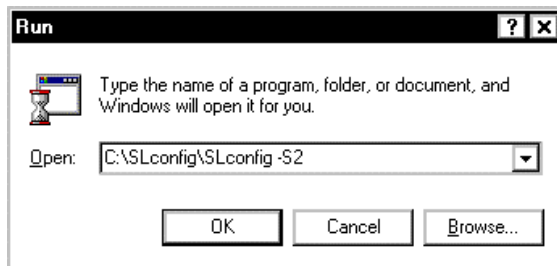 Run
Type the name of a program, folder, or document, and
Windows will open it for you.
Open: C:\SLconfig\SLconfig -S2
OK Cancel Browse...